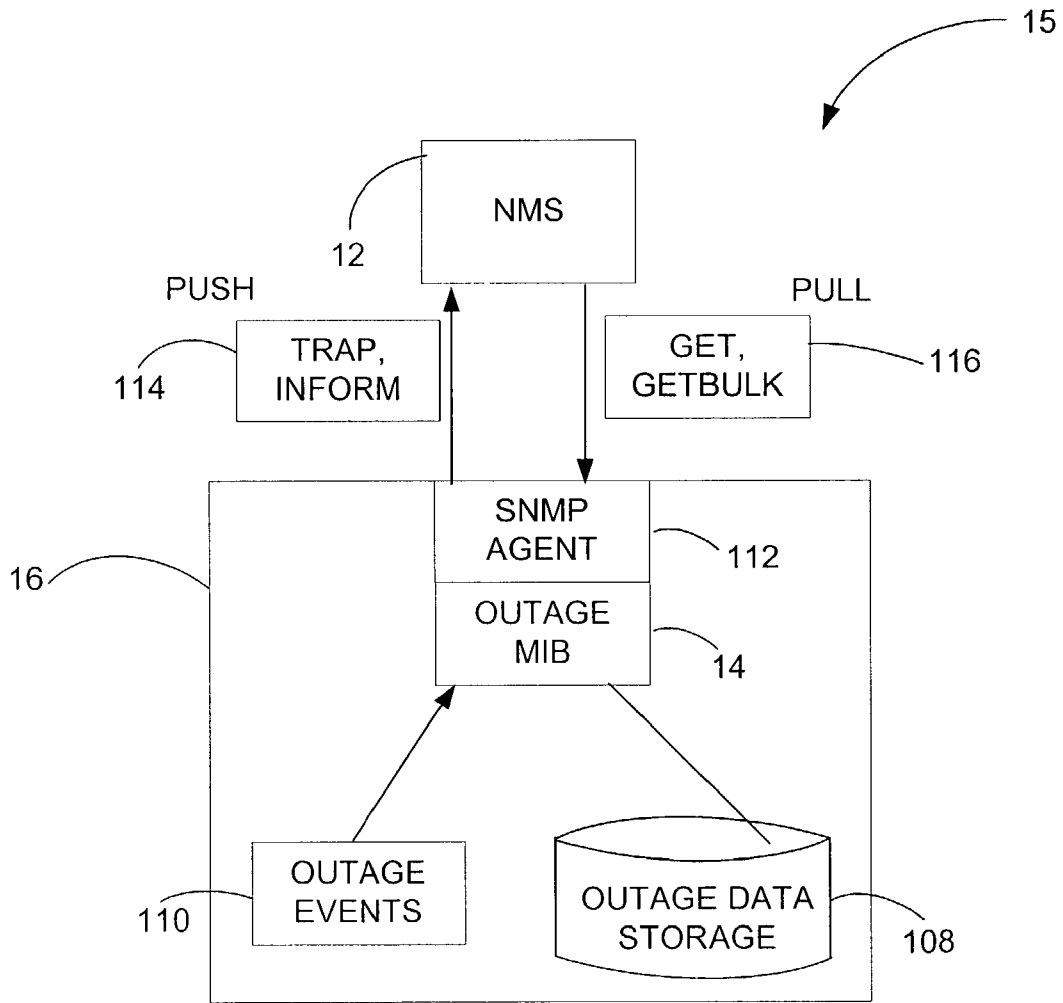 15
NMS
12
PUSH
PULL
TRAP,
INFORM
114
GET,
GETBULK
116
SNMP
AGENT
112
16
OUTAGE
MIB
14
OUTAGE
EVENTS
110
OUTAGE DATA
STORAGE
108